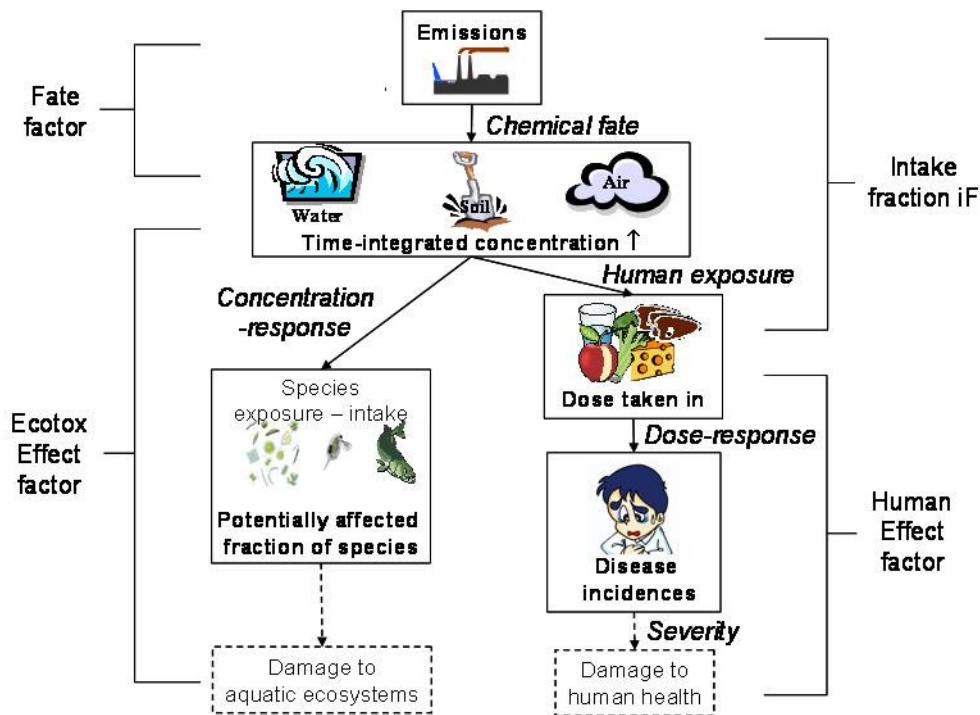 Emissions
Fate
factor
Chemical fate
Water
Soil
Air
Time-integrated concentration ↑
Intake
fraction iF
Concentration
-response
Human exposure
Species
exposure – intake
Potentially affected
fraction of species
Dose taken in
Dose-response
Ecotox
Effect
factor
Disease
incidences
Human
Effect
factor
Severity
Damage to
aquatic ecosystems
Damage to
human health